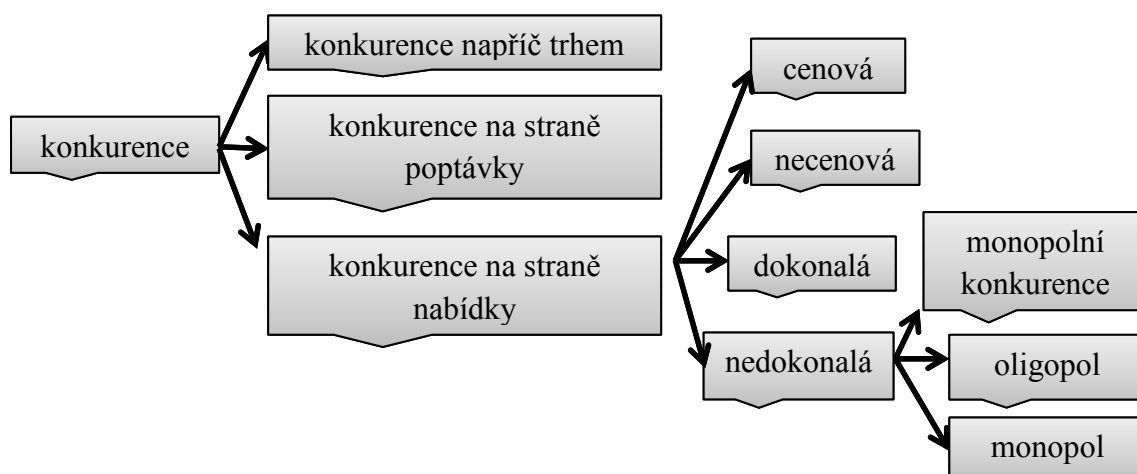 konkurence
konkurence napříč trhem
konkurence na straně
poptávky
konkurence na straně
nabídky
cenová
necenová
dokonalá
nedokonalá
monopolní
konkurence
oligopol
monopol